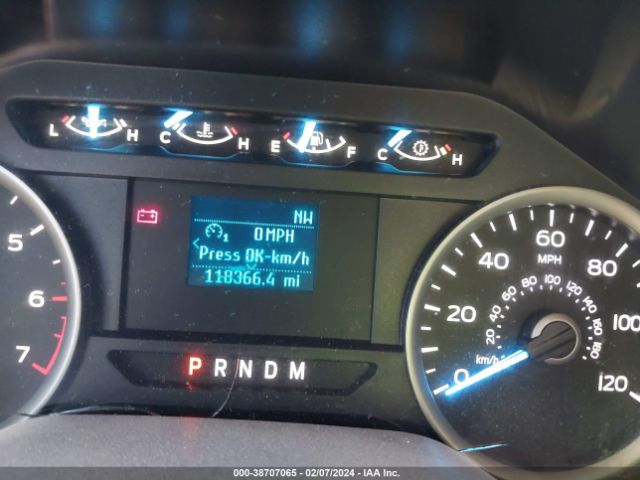 L H C H E F C H
NW
1 0 MPH
Press OK-km/h
118366.4 mi
P R N D M
5
6
7
0 20 40 60 80 100 120
MPH
20 40 60 80 100 120 140 160 180
km/h
000-38707065 - 02/07/2024 - IAA Inc.